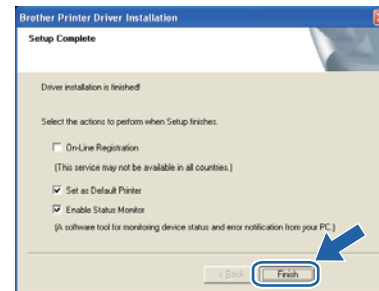 Brother Printer Driver Installation
Setup Complete
Driver installation is finished!
Select the actions to perform when Setup finishes.
On-Line Registration
(This service may not be available in all countries.)
Set as Default Printer
Enable Status Monitor
(A software tool for monitoring device status and error notification from your PC.)
< Back
Finish